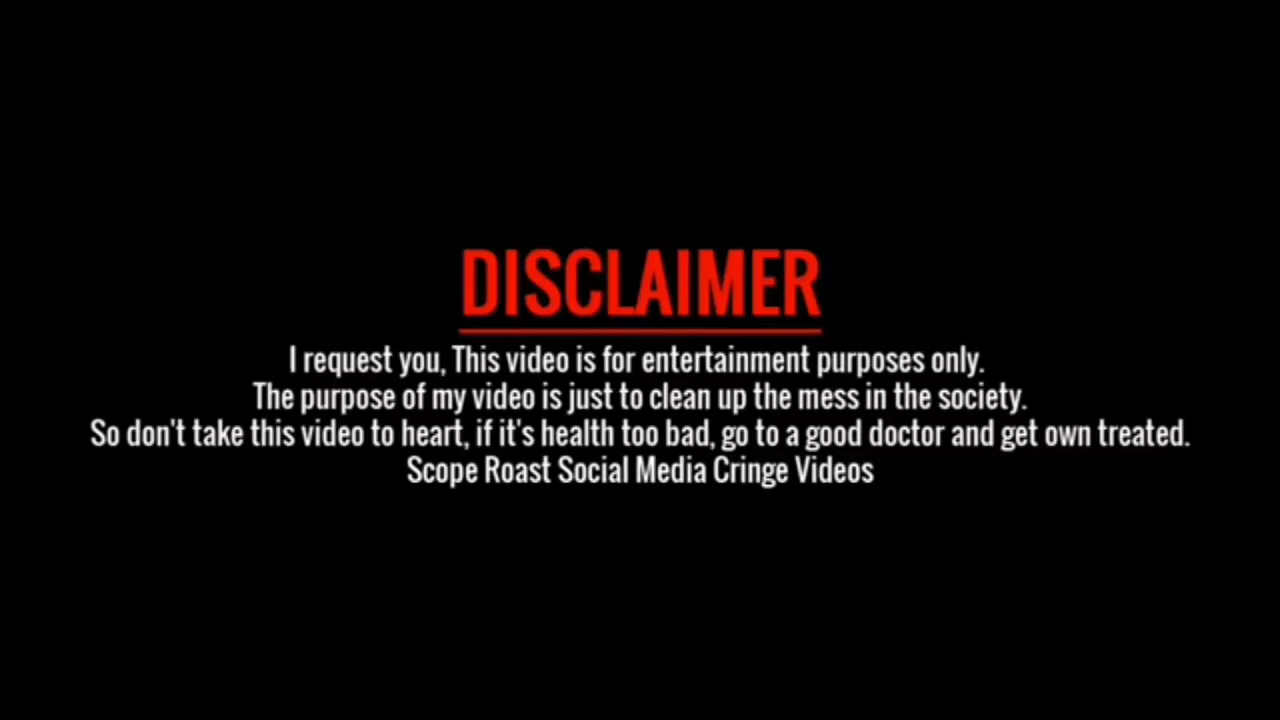 DISCLAIMER
I request you, This video is for entertainment purposes only.
The purpose of my video is just to clean up the mess in the society.
So don't take this video to heart, if it's health too bad, go to a good doctor and get own treated.
Scope Roast Social Media Cringe Videos